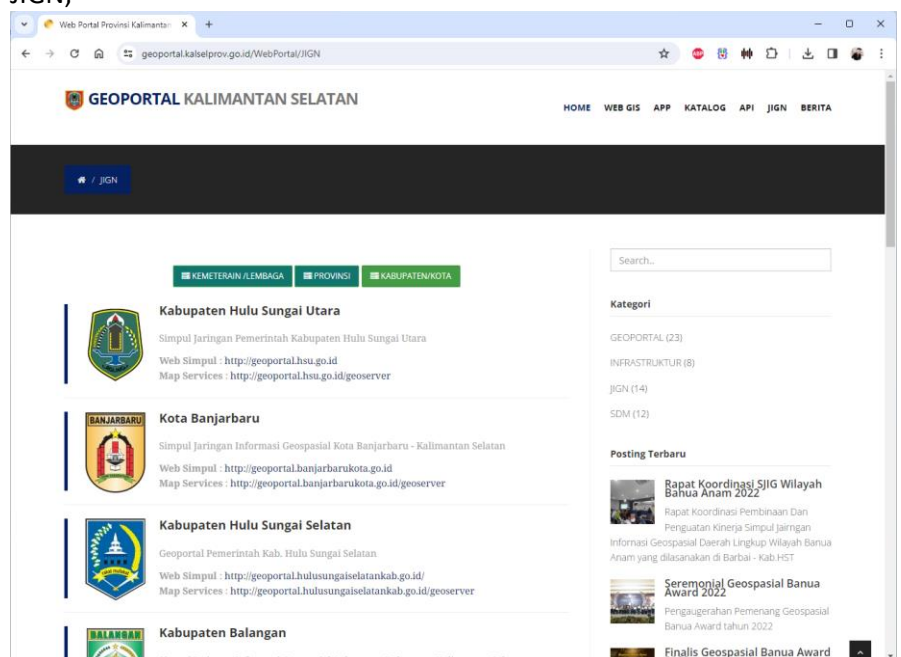 JIGN)
Web Portal Provinsi Kalimantan
geoportal.kalselprov.go.id/WebPortal/JIGN
GEOPORTAL KALIMANTAN SELATAN
HOME WEB GIS APP KATALOG API JIGN BERITA
/ JIGN
KEMETERAIN /LEMBAGA PROVINSI KABUPATEN/KOTA
Kabupaten Hulu Sungai Utara
Simpul Jaringan Pemerintah Kabupaten Hulu Sungai Utara
Web Simpul : http://geoportal.hsu.go.id
Map Services : http://geoportal.hsu.go.id/geoserver
BANJARBARU
Kota Banjarbaru
Simpul Jaringan Informasi Geospasial Kota Banjarbaru - Kalimantan Selatan
Web Simpul : http://geoportal.banjarbarukota.go.id
Map Services : http://geoportal.banjarbarukota.go.id/geoserver
Kabupaten Hulu Sungai Selatan
Geoportal Pemerintah Kab. Hulu Sungai Selatan
Web Simpul : http://geoportal.hulusungaiselatankab.go.id/
Map Services : http://geoportal.hulusungaiselatankab.go.id/geoserver
BALANGAN
Kabupaten Balangan
Search..
Kategori
GEOPORTAL (23)
INFRASTRUKTUR (8)
JIGN (14)
SDM (12)
Posting Terbaru
Rapat Koordinasi SJIG Wilayah
Banua Anam 2022
Rapat Koordinasi Pembinaan Dan
Penguatan Kinerja Simpul Jairngan
Infornasi Geospasial Daerah Lingkup Wilayah Banua
Anam yang dilasanakan di Barbai - Kab.HST
Seremonial Geospasial Banua
Award 2022
Pengaugerahan Pemenang Geospasial
Banua Award tahun 2022
Finalis Geospasial Banua Award